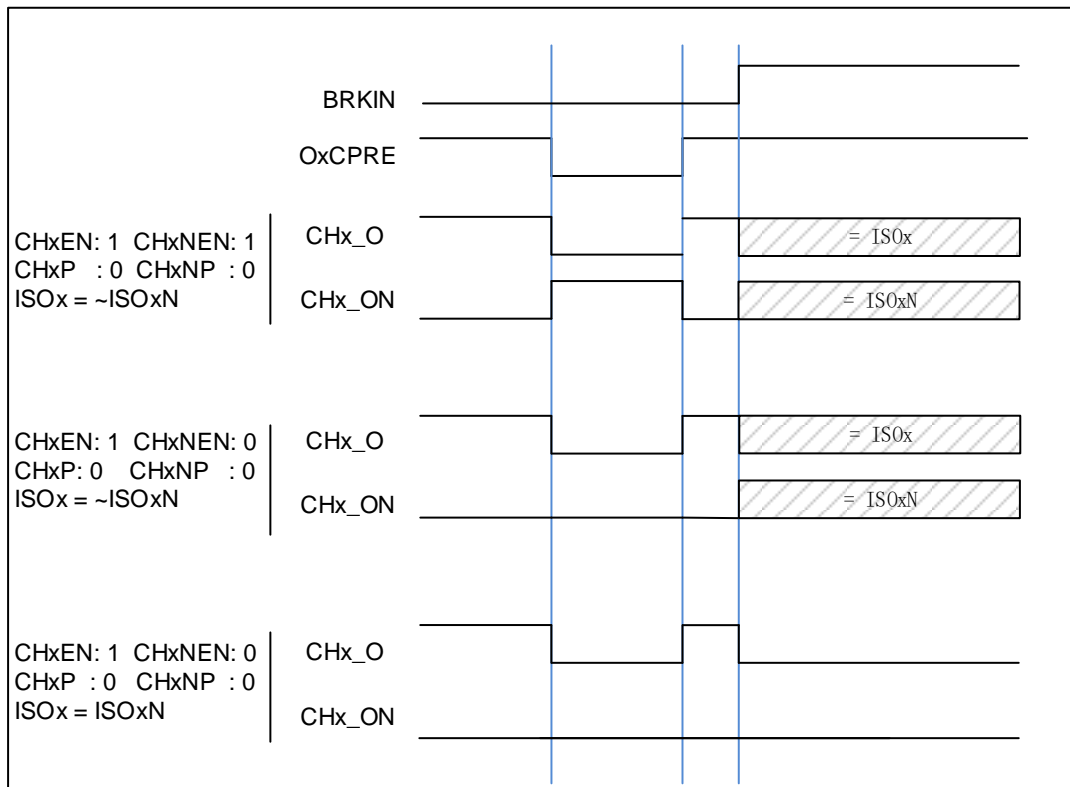 BRKIN
OxCPRE
CHxEN: 1 CHxNEN: 1
CHxP : 0 CHxNP : 0
ISOx = ~ISOxN
CHx_O
= ISOx
CHx_ON
= ISOxN
CHxEN: 1 CHxNEN: 0
CHxP: 0 CHxNP : 0
ISOx = ~ISOxN
CHx_O
= ISOx
CHx_ON
= ISOxN
CHxEN: 1 CHxNEN: 0
CHxP : 0 CHxNP : 0
ISOx = ISOxN
CHx_O
CHx_ON